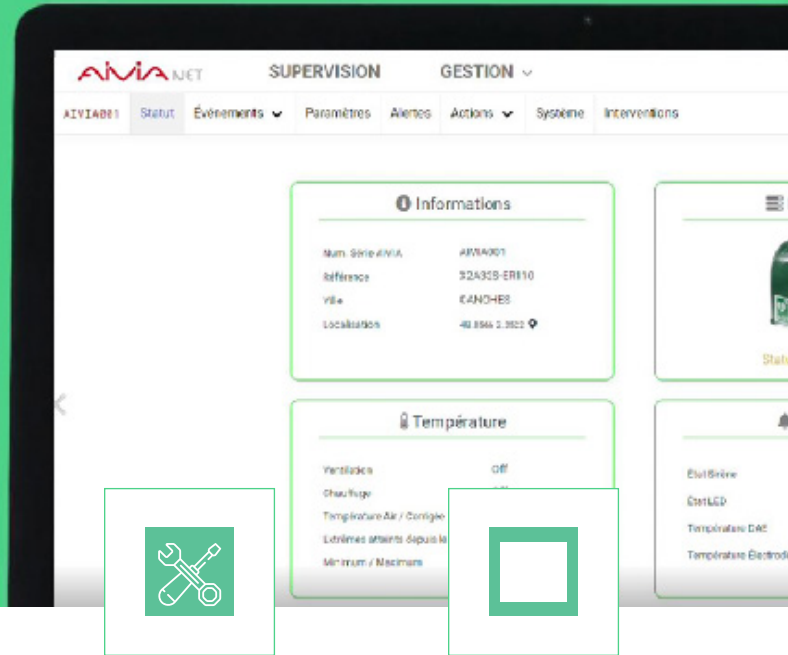 AIVIA NET SUPERVISION GESTION
AIVIA001 Statut Événements Paramètres Alertes Actions Système Interventions
Informations
Num. Série AIVIA AIVIA001
Référence
Ville CANCHES
Localisation
Température
Ventilation Off
Chauffage
Température Air / Corrigée
Extrêmes atteints depuis le
Minimum / Maximum
État Sirène
État LED
Température DAE